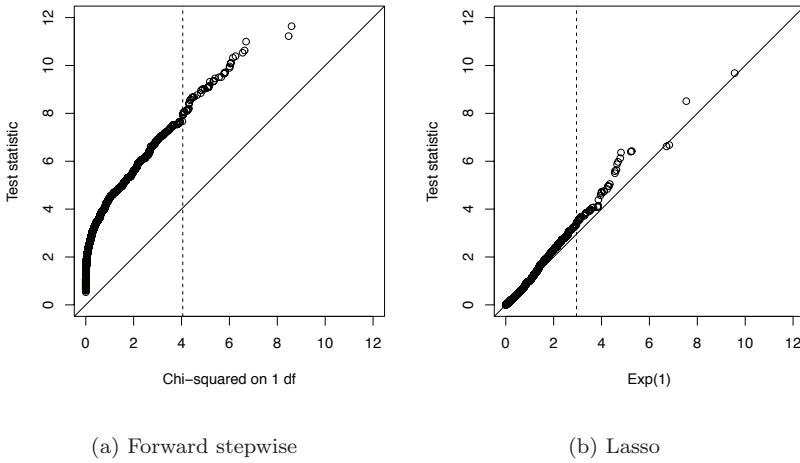 Test statistic
12
10
8
6
4
2
0
0 2 4 6 8 10 12
Chi−squared on 1 df
(a) Forward stepwise
Test statistic
12
10
8
6
4
2
0
0 2 4 6 8 10 12
Exp(1)
(b) Lasso